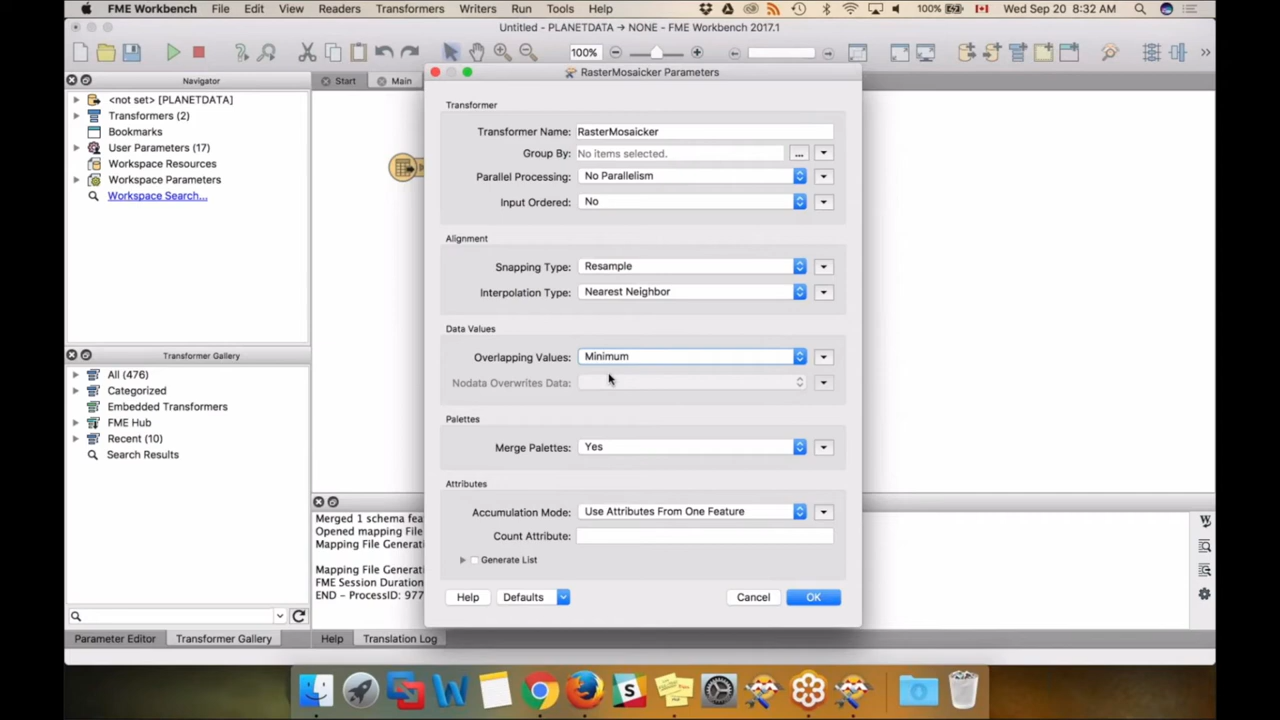 FME Workbench File Edit View Readers Transformers Writers Run Tools Help 100% Wed Sep 20 8:32 AM
Untitled - PLANETDATA → NONE - FME Workbench 2017.1
100%
Navigator
Start
Main
<not set> [PLANETDATA]
Transformers (2)
Bookmarks
User Parameters (17)
Workspace Resources
Workspace Parameters
Workspace Search...
Transformer Gallery
All (476)
Categorized
Embedded Transformers
FME Hub
Recent (10)
Search Results
Parameter Editor
Transformer Gallery
RasterMosaicker Parameters
Transformer
Transformer Name: RasterMosaicker
Group By: No items selected. ...
Parallel Processing: No Parallelism
Input Ordered: No
Alignment
Snapping Type: Resample
Interpolation Type: Nearest Neighbor
Data Values
Overlapping Values: Minimum
Nodata Overwrites Data:
Palettes
Merge Palettes: Yes
Attributes
Accumulation Mode: Use Attributes From One Feature
Count Attribute:
Generate List
Help Defaults Cancel OK
Merged 1 schema fea
Opened mapping File
Mapping File Generati
Mapping File Generati
FME Session Duration
END - ProcessID: 977
Help
Translation Log